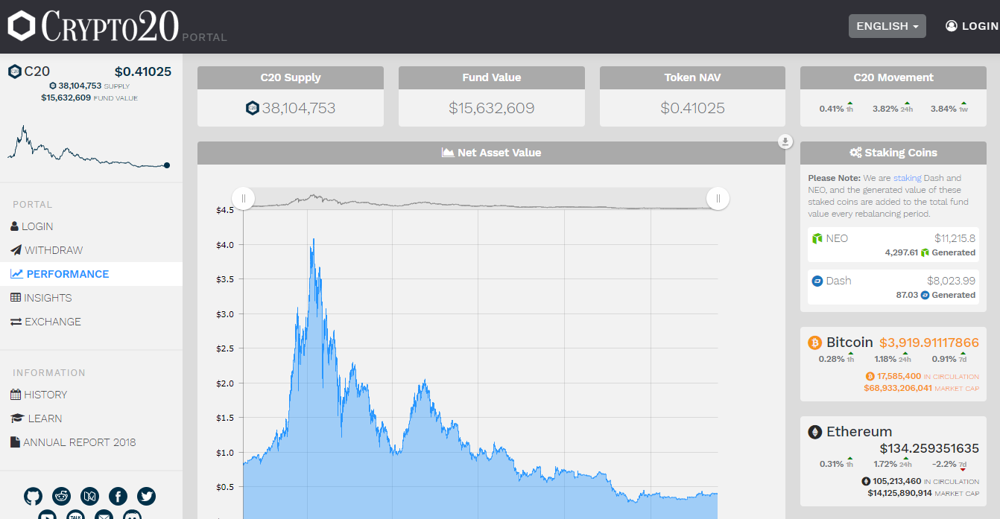 CRYPTO20 PORTAL
ENGLISH
LOGIN
C20 $0.41025
38,104,753 SUPPLY
$15,632,609 FUND VALUE
PORTAL
LOGIN
WITHDRAW
PERFORMANCE
INSIGHTS
EXCHANGE
INFORMATION
HISTORY
LEARN
ANNUAL REPORT 2018
TALK
C20 Supply
38,104,753
Fund Value
$15,632,609
Token NAV
$0.41025
C20 Movement
0.41% 1h 3.82% 24h 3.84% 1w
Net Asset Value
$4.5
$4.0
$3.5
$3.0
$2.5
$2.0
$1.5
$1.0
$0.5
Staking Coins
Please Note: We are staking Dash and
NEO, and the generated value of these
staked coins are added to the total fund
value every rebalancing period.
NEO $11,215.8
4,297.61 Generated
Dash $8,023.99
87.03 Generated
Bitcoin $3,919.91117866
0.28% 1h 1.18% 24h 0.91% 7d
17,585,400 IN CIRCULATION
$68,933,206,041 MARKET CAP
Ethereum
$134.259351635
0.31% 1h 1.72% 24h -2.2% 7d
105,213,460 IN CIRCULATION
$14,125,890,914 MARKET CAP